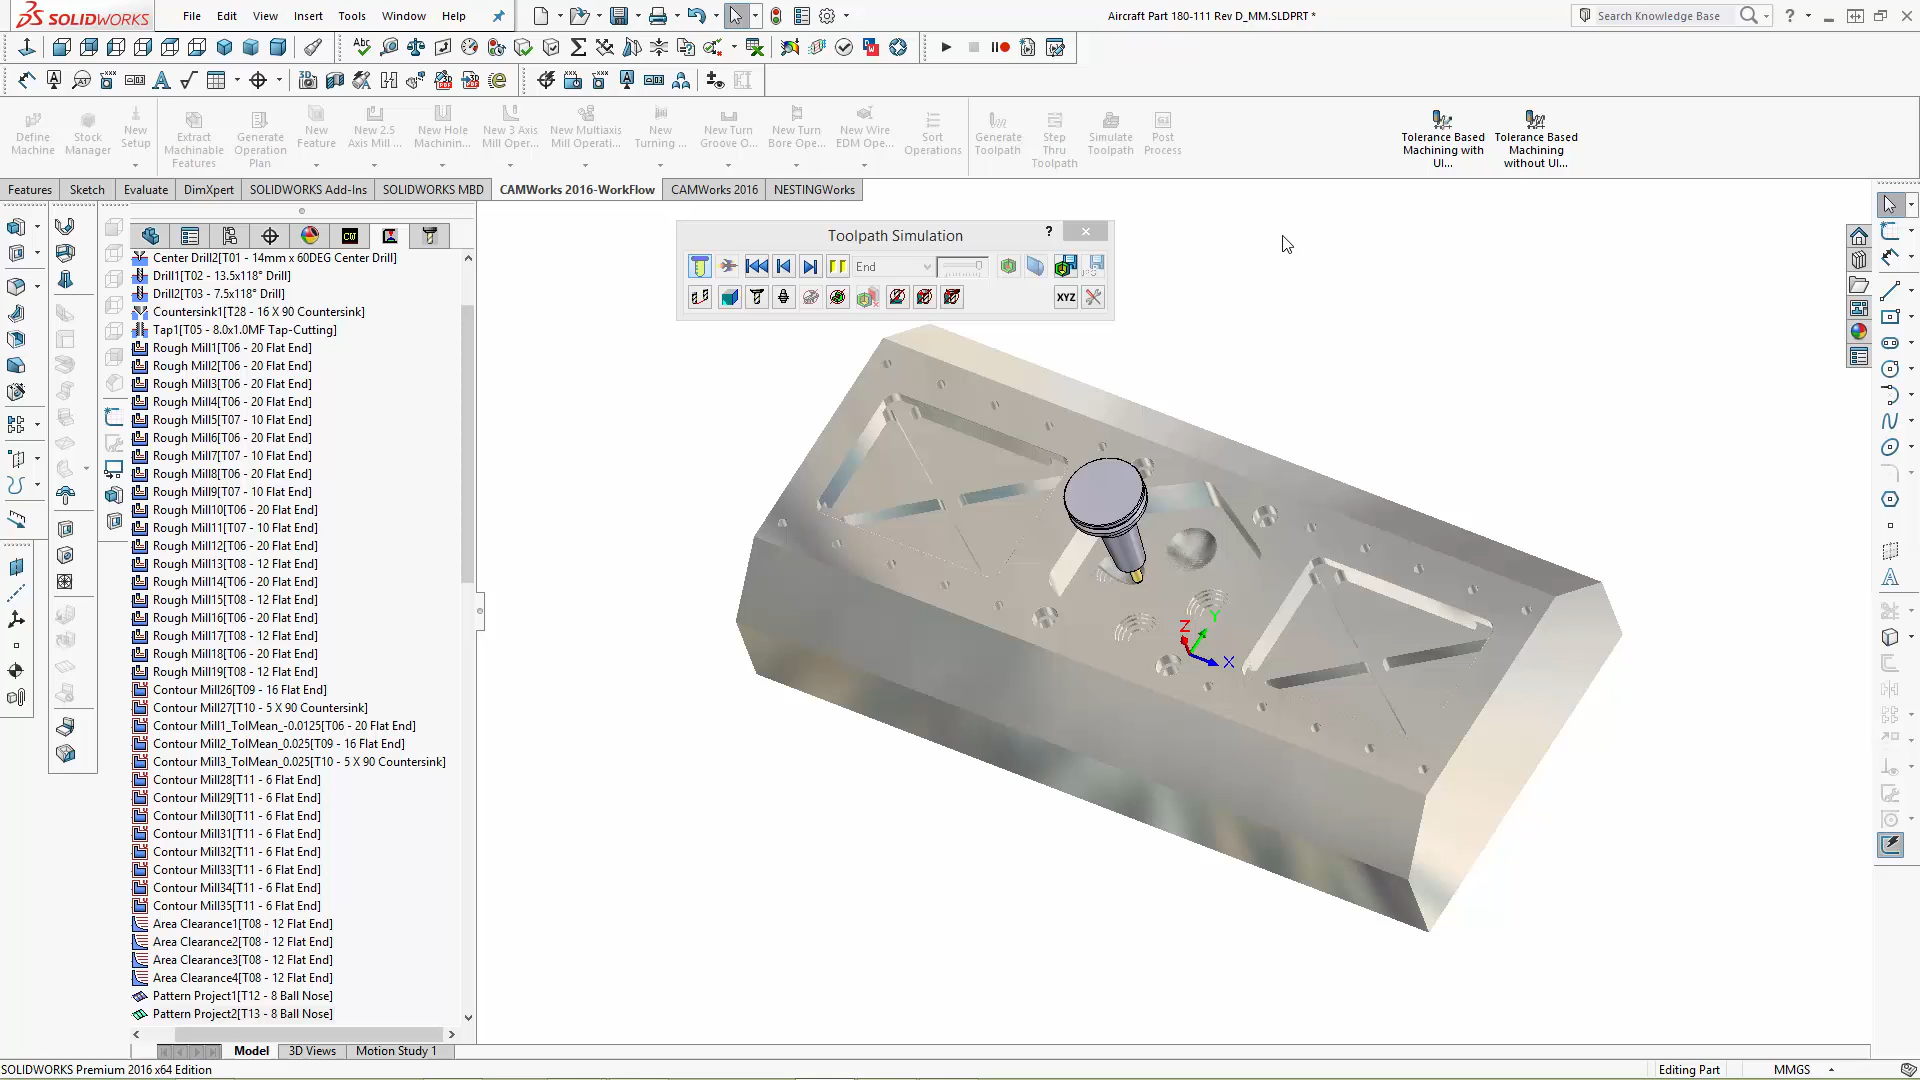 SOLIDWORKS
File Edit View Insert Tools Window Help
Aircraft Part 180-111 Rev D_MM.SLDPRT *
Search Knowledge Base
Define Machine
Stock Manager
New Setup
Extract Machinable Features
Generate Operation Plan
New Feature
New 2.5 Axis Mill ...
New Hole Machinin...
New 3 Axis Mill Oper...
New Multiaxis Mill Operati...
New Turning ...
New Turn Groove O...
New Turn Bore Ope...
New Wire EDM Ope...
Sort Operations
Generate Toolpath
Step Thru Toolpath
Simulate Toolpath
Post Process
Tolerance Based Machining with UI...
Tolerance Based Machining without UI...
Features Sketch Evaluate DimXpert SOLIDWORKS Add-Ins SOLIDWORKS MBD CAMWorks 2016-WorkFlow CAMWorks 2016 NESTINGWorks
Toolpath Simulation
End
XYZ
Center Drill2[T01 - 14mm x 60DEG Center Drill]
Drill1[T02 - 13.5x118° Drill]
Drill2[T03 - 7.5x118° Drill]
Countersink1[T28 - 16 X 90 Countersink]
Tap1[T05 - 8.0x1.0MF Tap-Cutting]
Rough Mill1[T06 - 20 Flat End]
Rough Mill2[T06 - 20 Flat End]
Rough Mill3[T06 - 20 Flat End]
Rough Mill4[T06 - 20 Flat End]
Rough Mill5[T07 - 10 Flat End]
Rough Mill6[T06 - 20 Flat End]
Rough Mill7[T07 - 10 Flat End]
Rough Mill8[T06 - 20 Flat End]
Rough Mill9[T07 - 10 Flat End]
Rough Mill10[T06 - 20 Flat End]
Rough Mill11[T07 - 10 Flat End]
Rough Mill12[T06 - 20 Flat End]
Rough Mill13[T08 - 12 Flat End]
Rough Mill14[T06 - 20 Flat End]
Rough Mill15[T08 - 12 Flat End]
Rough Mill16[T06 - 20 Flat End]
Rough Mill17[T08 - 12 Flat End]
Rough Mill18[T06 - 20 Flat End]
Rough Mill19[T08 - 12 Flat End]
Contour Mill26[T09 - 16 Flat End]
Contour Mill27[T10 - 5 X 90 Countersink]
Contour Mill1_TolMean_-0.0125[T06 - 20 Flat End]
Contour Mill2_TolMean_0.025[T09 - 16 Flat End]
Contour Mill3_TolMean_0.025[T10 - 5 X 90 Countersink]
Contour Mill28[T11 - 6 Flat End]
Contour Mill29[T11 - 6 Flat End]
Contour Mill30[T11 - 6 Flat End]
Contour Mill31[T11 - 6 Flat End]
Contour Mill32[T11 - 6 Flat End]
Contour Mill33[T11 - 6 Flat End]
Contour Mill34[T11 - 6 Flat End]
Contour Mill35[T11 - 6 Flat End]
Area Clearance1[T08 - 12 Flat End]
Area Clearance2[T08 - 12 Flat End]
Area Clearance3[T08 - 12 Flat End]
Area Clearance4[T08 - 12 Flat End]
Pattern Project1[T12 - 8 Ball Nose]
Pattern Project2[T13 - 8 Ball Nose]
Z Y X
Model 3D Views Motion Study 1
SOLIDWORKS Premium 2016 x64 Edition
Editing Part
MMGS